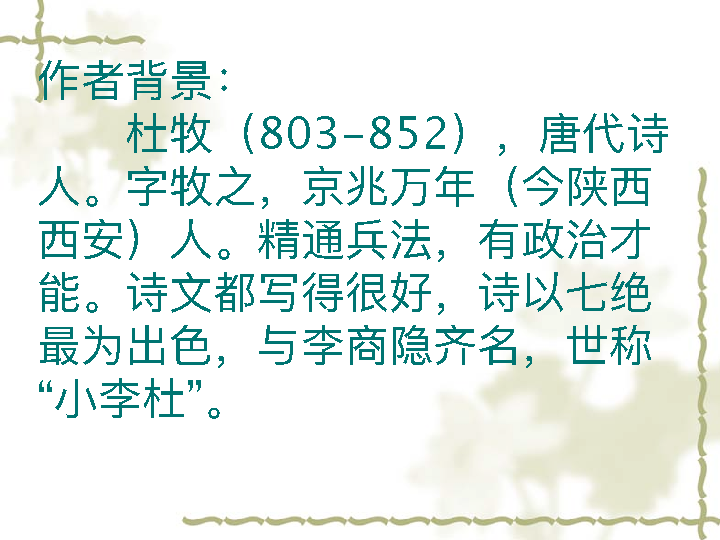 作者背景：
杜牧（803-852），唐代诗
人。字牧之，京兆万年（今陕西
西安）人。精通兵法，有政治才
能。诗文都写得很好，诗以七绝
最为出色，与李商隐齐名，世称
“小李杜”。